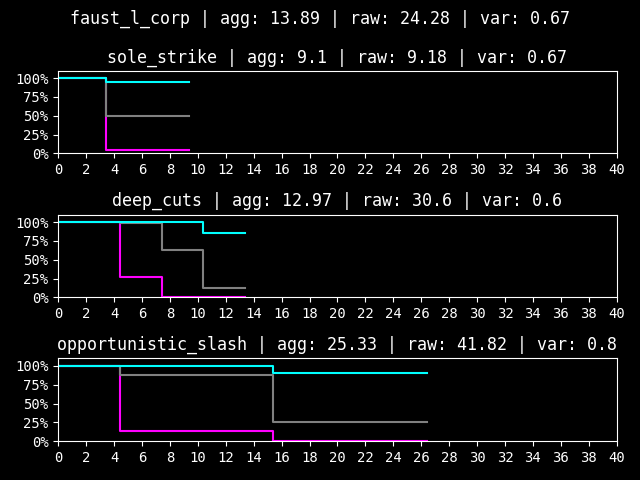 faust_l_corp | agg: 13.89 | raw: 24.28 | var: 0.67
sole_strike | agg: 9.1 | raw: 9.18 | var: 0.67
100%
75%
50%
25%
0%
0 2 4 6 8 10 12 14 16 18 20 22 24 26 28 30 32 34 36 38 40
deep_cuts | agg: 12.97 | raw: 30.6 | var: 0.6
100%
75%
50%
25%
0%
0 2 4 6 8 10 12 14 16 18 20 22 24 26 28 30 32 34 36 38 40
opportunistic_slash | agg: 25.33 | raw: 41.82 | var: 0.8
100%
75%
50%
25%
0%
0 2 4 6 8 10 12 14 16 18 20 22 24 26 28 30 32 34 36 38 40